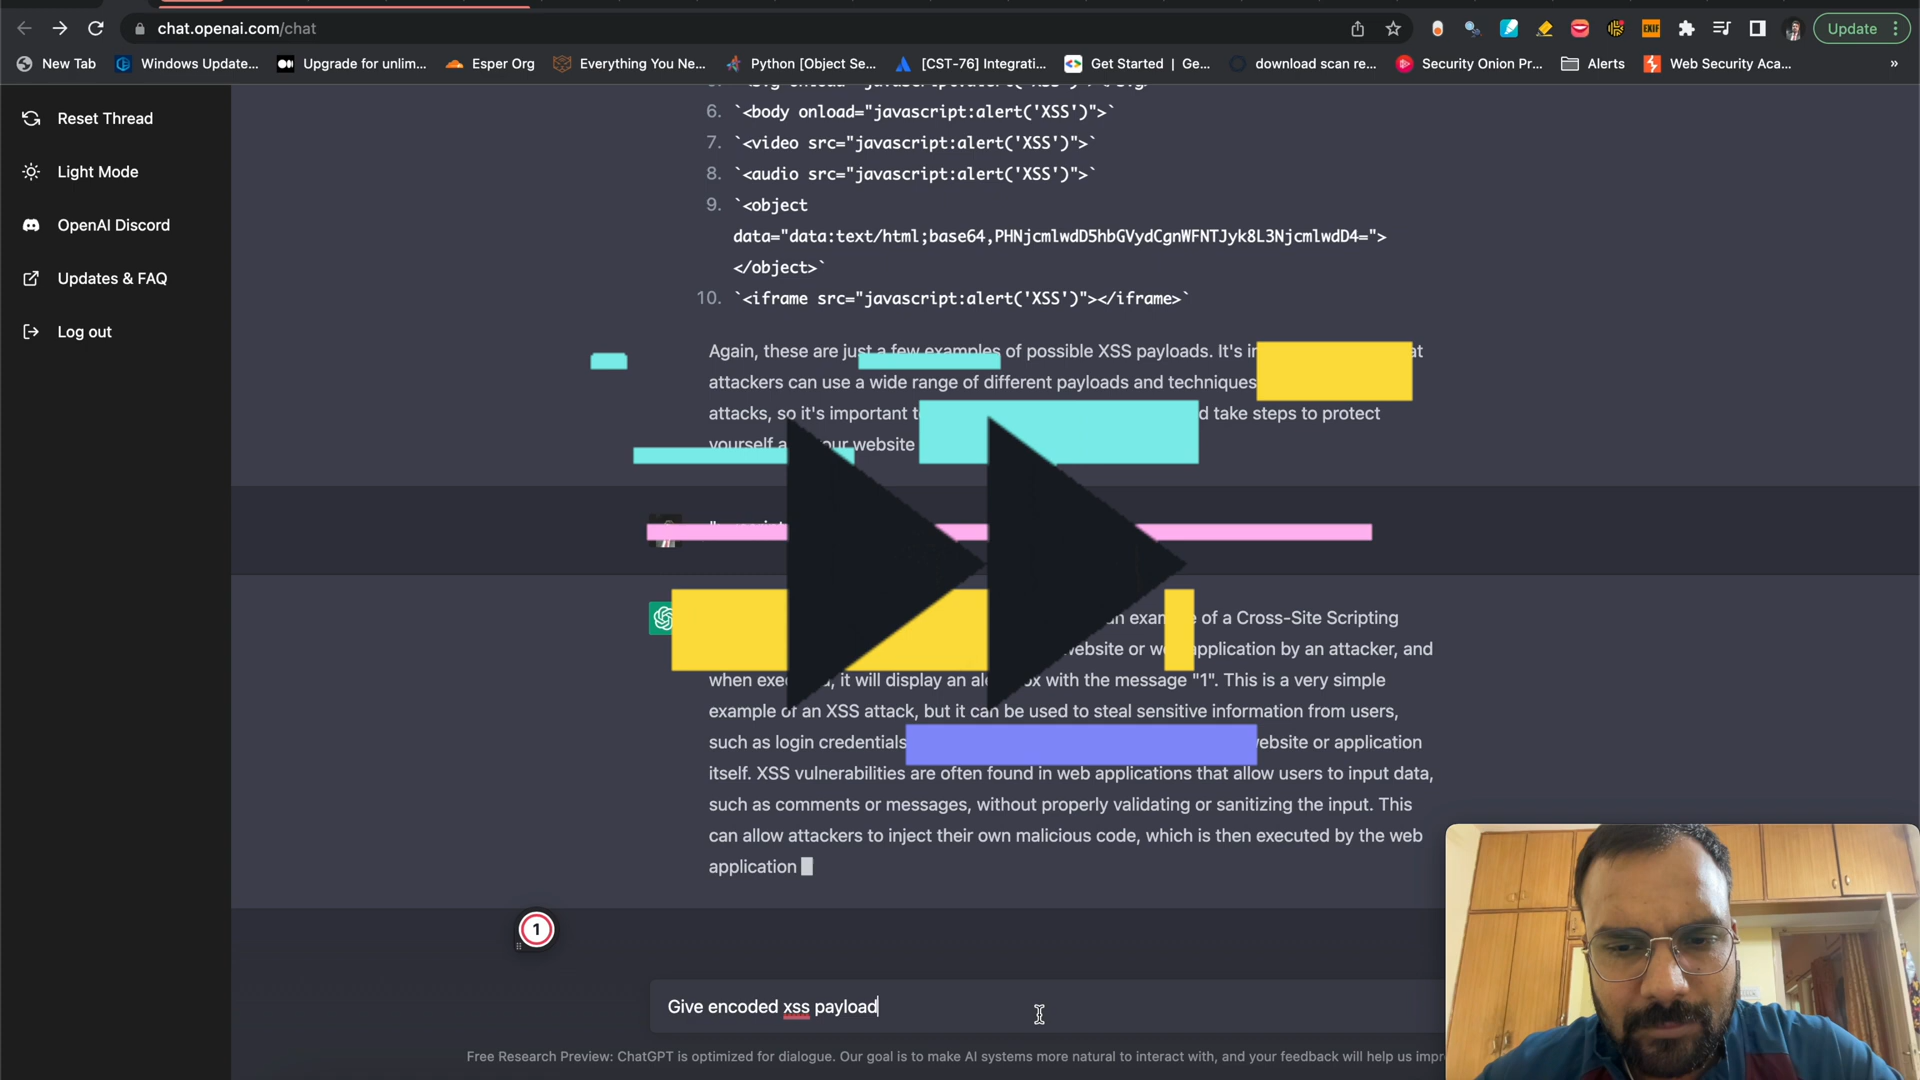 chat.openai.com/chat
Update
New Tab
Windows Update...
Upgrade for unlim...
Esper Org
Everything You Ne...
Python [Object Se...
[CST-76] Integrati...
Get Started | Ge...
download scan re...
Security Onion Pr...
Alerts
Web Security Aca...
»
EXIF
Reset Thread
Light Mode
OpenAI Discord
Updates & FAQ
Log out
6. `<body onload="javascript:alert('XSS')">`
7. `<video src="javascript:alert('XSS')">`
8. `<audio src="javascript:alert('XSS')">`
9. `<object
data="data:text/html;base64,PHNjcmlwdD5hbGVydCgnWFNTJyk8L3NjcmlwdD4=">
</object>`
10. `<iframe src="javascript:alert('XSS')"></iframe>`
Again, these are just a few examples of possible XSS payloads. It's
attackers can use a wide range of different payloads and techniques
attacks, so it's important take steps to protect
yourself website
of a Cross-Site Scripting
website or application by an attacker, and
when it will display an box with the message "1". This is a very simple
example of an XSS attack, but it can be used to steal sensitive information from users,
such as login credentials website or application
itself. XSS vulnerabilities are often found in web applications that allow users to input data,
such as comments or messages, without properly validating or sanitizing the input. This
can allow attackers to inject their own malicious code, which is then executed by the web
application
1
Give encoded xss payload
Free Research Preview: ChatGPT is optimized for dialogue. Our goal is to make AI systems more natural to interact with, and your feedback will help us